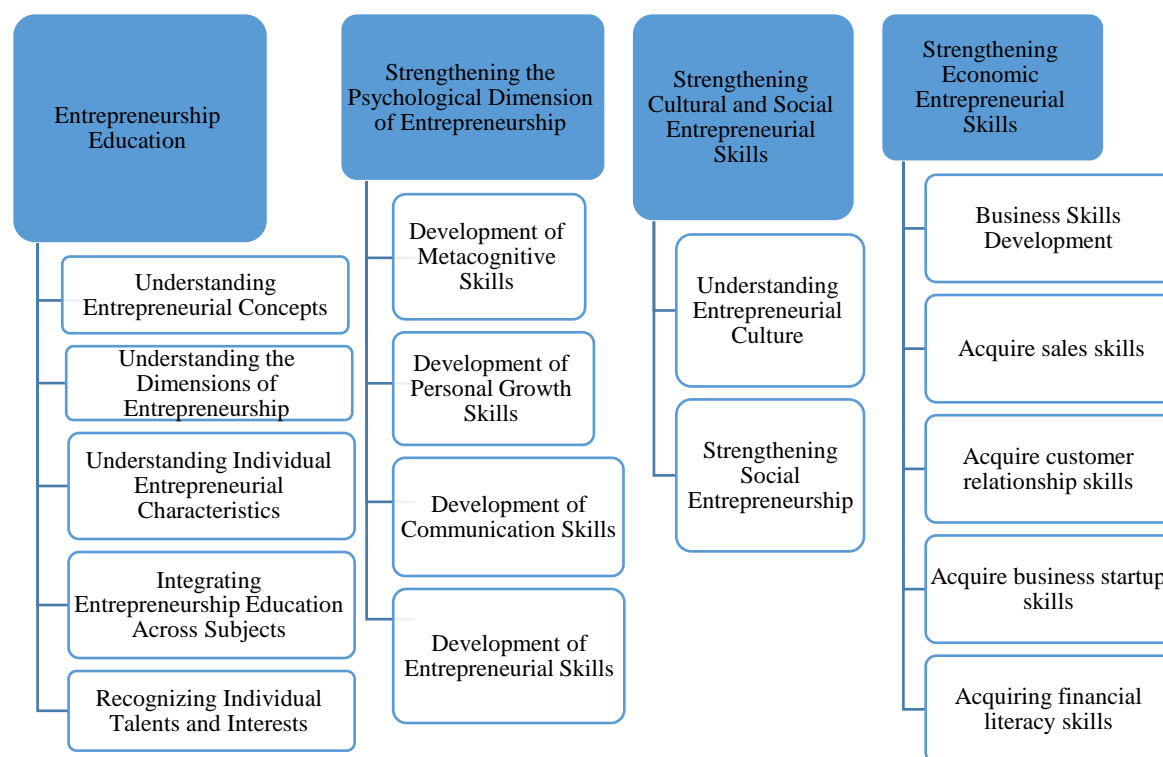 Entrepreneurship
Education
Understanding
Entrepreneurial Concepts
Understanding the
Dimensions of
Entrepreneurship
Understanding Individual
Entrepreneurial
Characteristics
Integrating
Entrepreneurship Education
Across Subjects
Recognizing Individual
Talents and Interests
Strengthening the
Psychological Dimension
of Entrepreneurship
Development of
Metacognitive
Skills
Development of
Personal Growth
Skills
Development of
Communication Skills
Development of
Entrepreneurial Skills
Strengthening
Cultural and Social
Entrepreneurial
Skills
Understanding
Entrepreneurial
Culture
Strengthening
Social
Entrepreneurship
Strengthening
Economic
Entrepreneurial
Skills
Business Skills
Development
Acquire sales skills
Acquire customer
relationship skills
Acquire business startup
skills
Acquiring financial
literacy skills